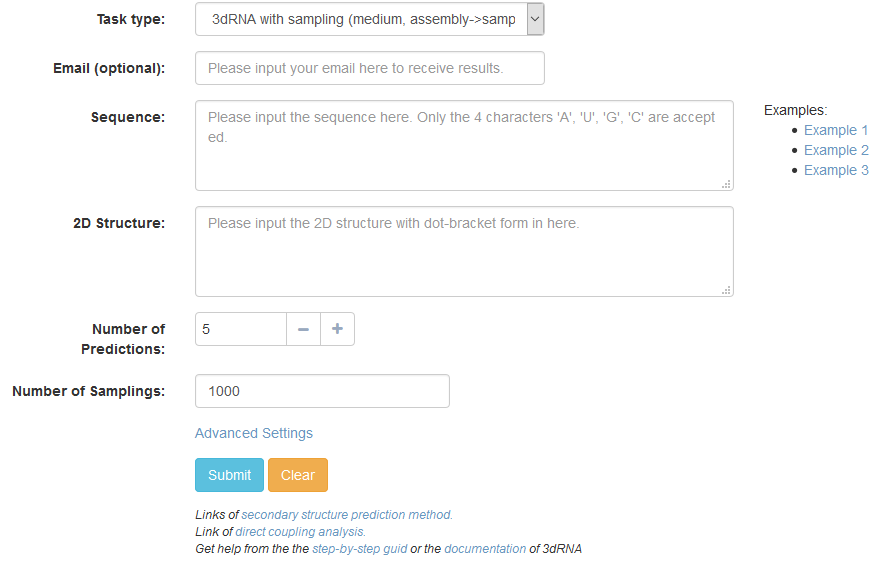 Task type: 3dRNA with sampling (medium, assembly->samp
Email (optional): Please input your email here to receive results.
Sequence: Please input the sequence here. Only the 4 characters 'A', 'U', 'G', 'C' are accept
ed.
Examples:
Example 1
Example 2
Example 3
2D Structure: Please input the 2D structure with dot-bracket form in here.
Number of
Predictions:
5 − +
Number of Samplings: 1000
Advanced Settings
Submit Clear
Links of secondary structure prediction method.
Link of direct coupling analysis.
Get help from the the step-by-step guid or the documentation of 3dRNA